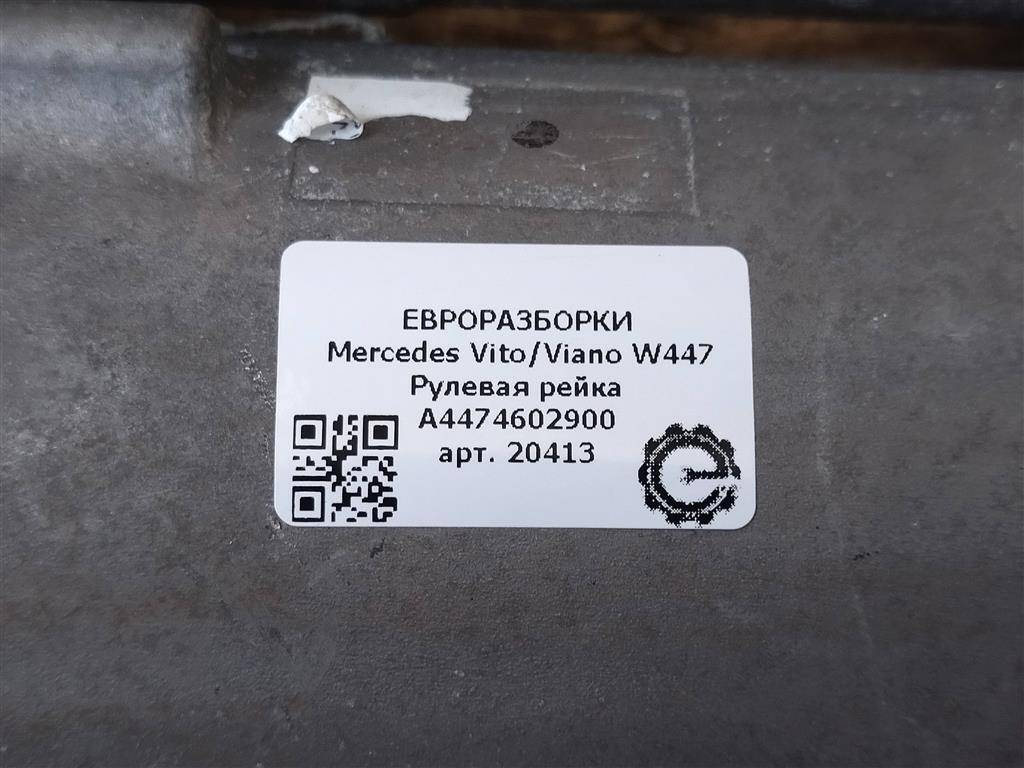 ЕВРОРАЗБОРКИ
Mercedes Vito/Viano W447
Рулевая рейка
A4474602900
арт. 20413